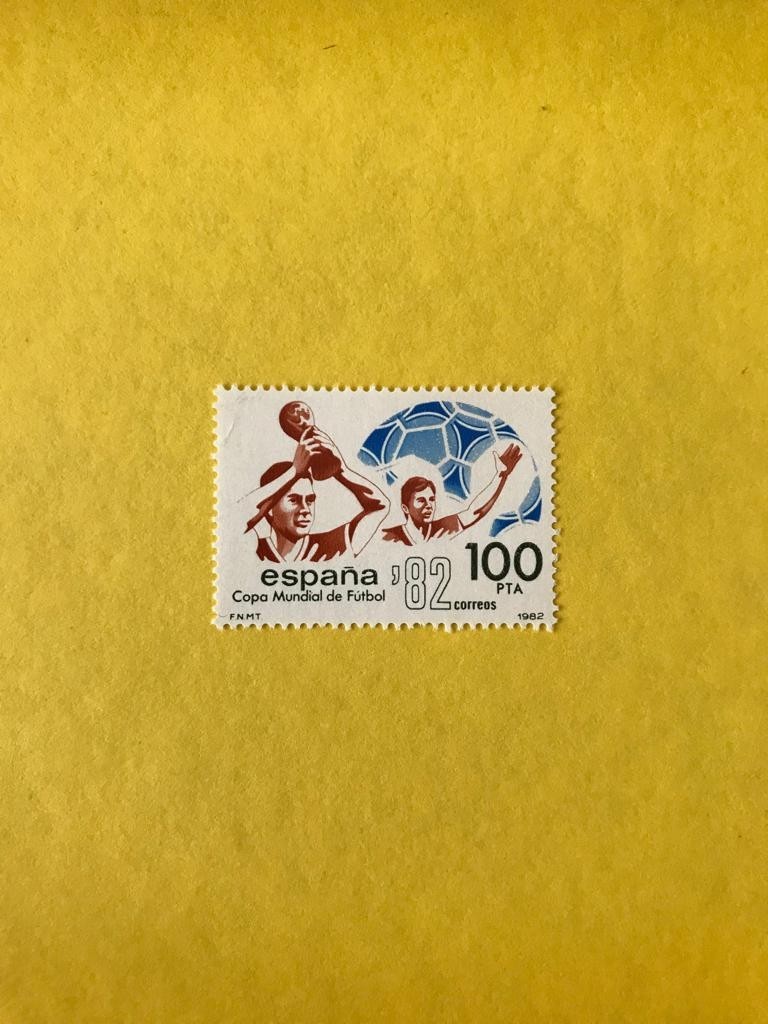 españa '82 100
PTA
Copa Mundial de Fútbol
correos
F.N.M.T. 1982